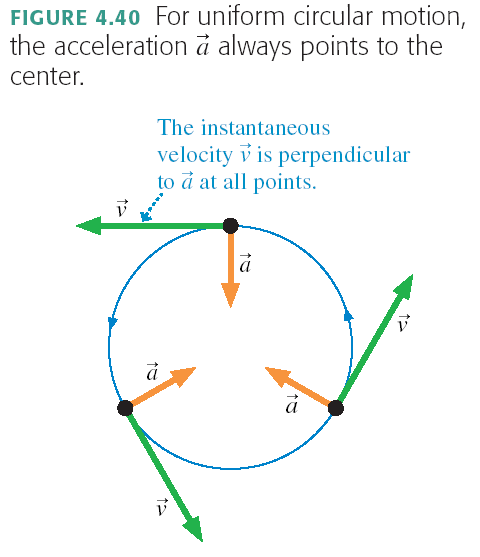 FIGURE 4.40 For uniform circular motion,
the acceleration a⃗ always points to the
center.
The instantaneous
velocity v⃗ is perpendicular
to a⃗ at all points.
v⃗
a⃗
v⃗
a⃗
a⃗
v⃗